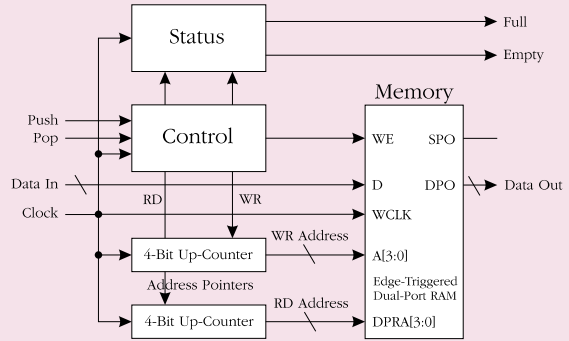 Status
Full
Empty
Memory
Push
Pop
Control
WE SPO
Data In
RD
WR
D DPO
Data Out
Clock
WCLK
WR Address
4-Bit Up-Counter
A[3:0]
Address Pointers
Edge-Triggered
Dual-Port RAM
RD Address
4-Bit Up-Counter
DPRA[3:0]